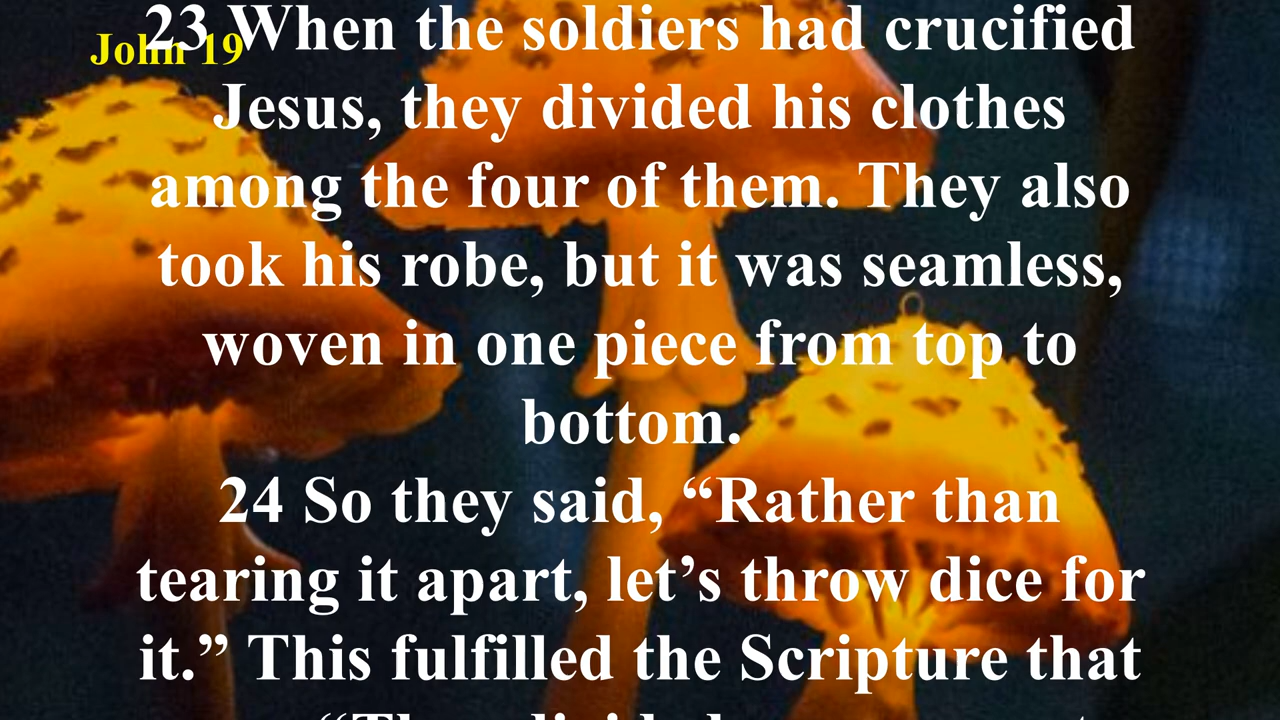 John 19
23 When the soldiers had crucified
Jesus, they divided his clothes
among the four of them. They also
took his robe, but it was seamless,
woven in one piece from top to
bottom.
24 So they said, “Rather than
tearing it apart, let’s throw dice for
it.” This fulfilled the Scripture that